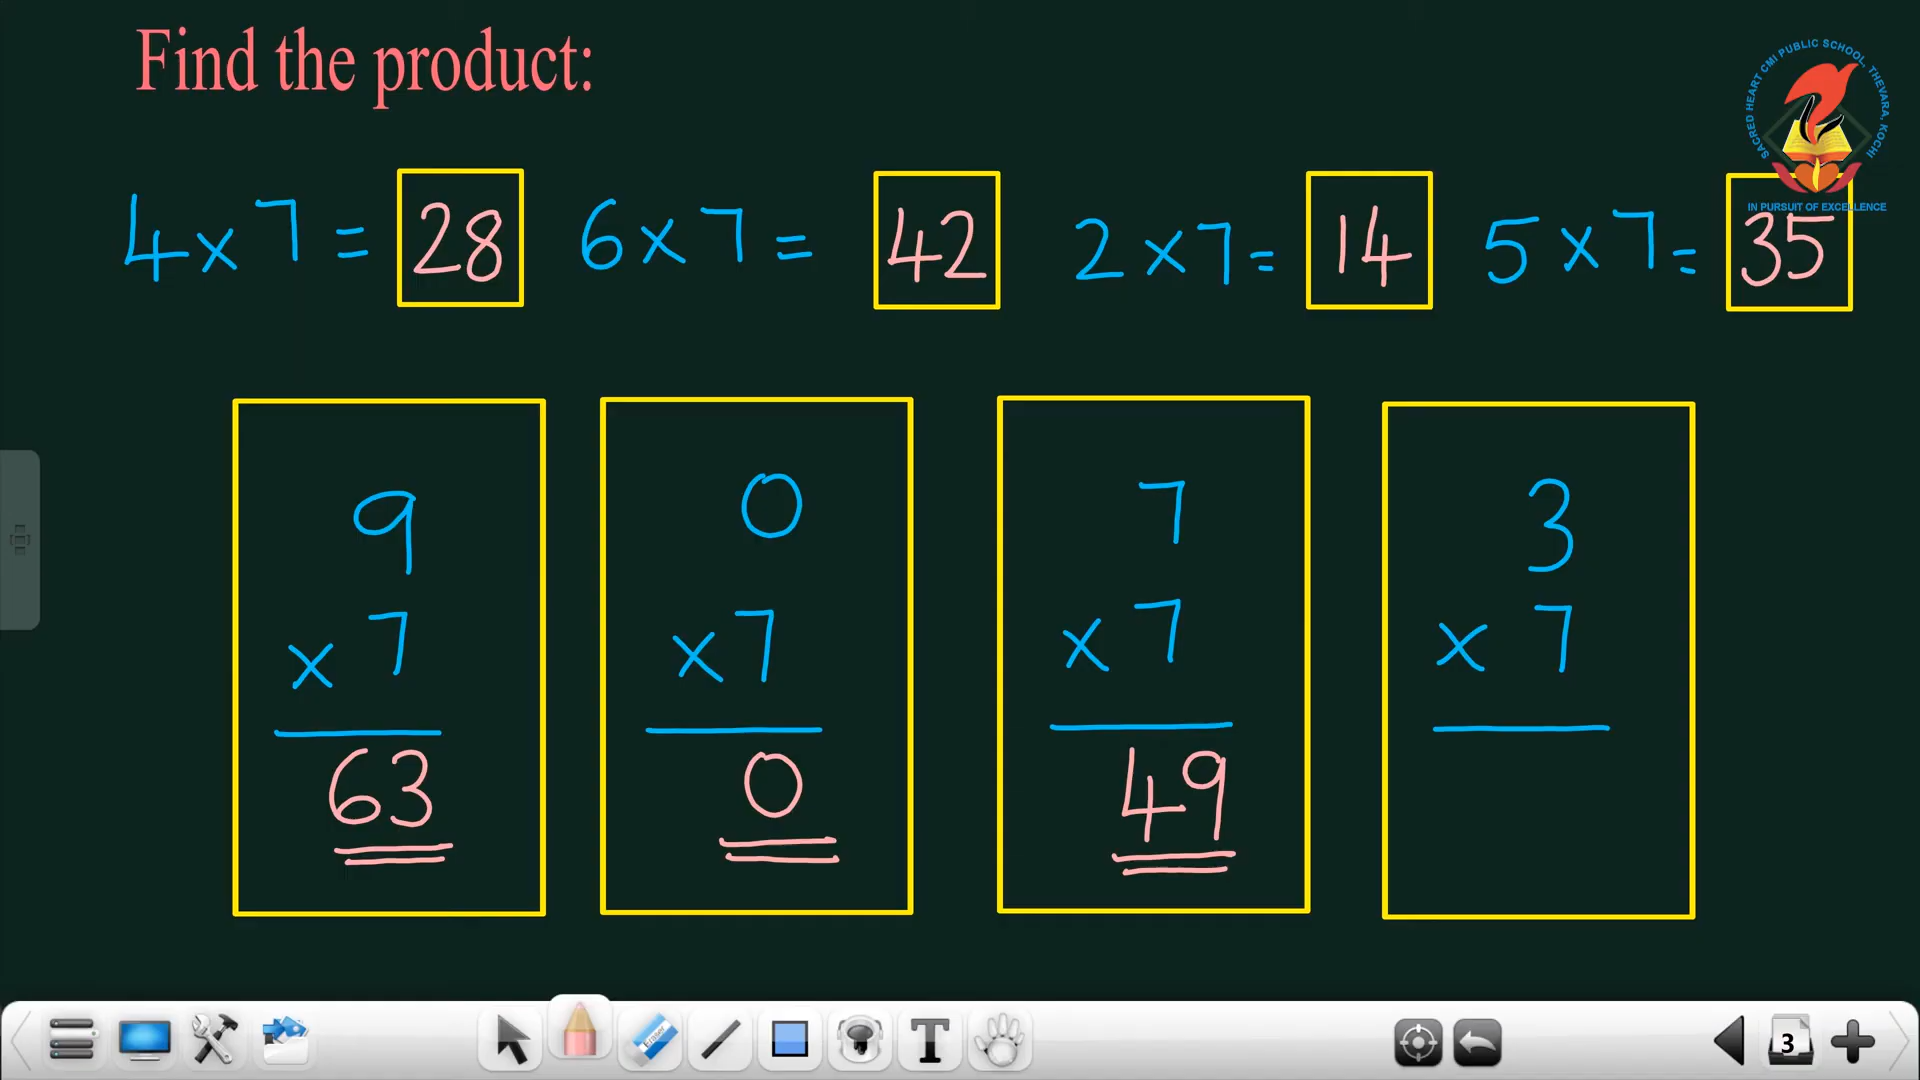 Find the product:
SACRED HEART CMI PUBLIC SCHOOL, THEVARA, KOCHI
IN PURSUIT OF EXCELLENCE
4 x 7 = 28 6 x 7 = 42 2 x 7 = 14 5 x 7 = 35
9 0 7 3
x 7 x 7 x 7 x 7
63 0 49
Eraser T 3